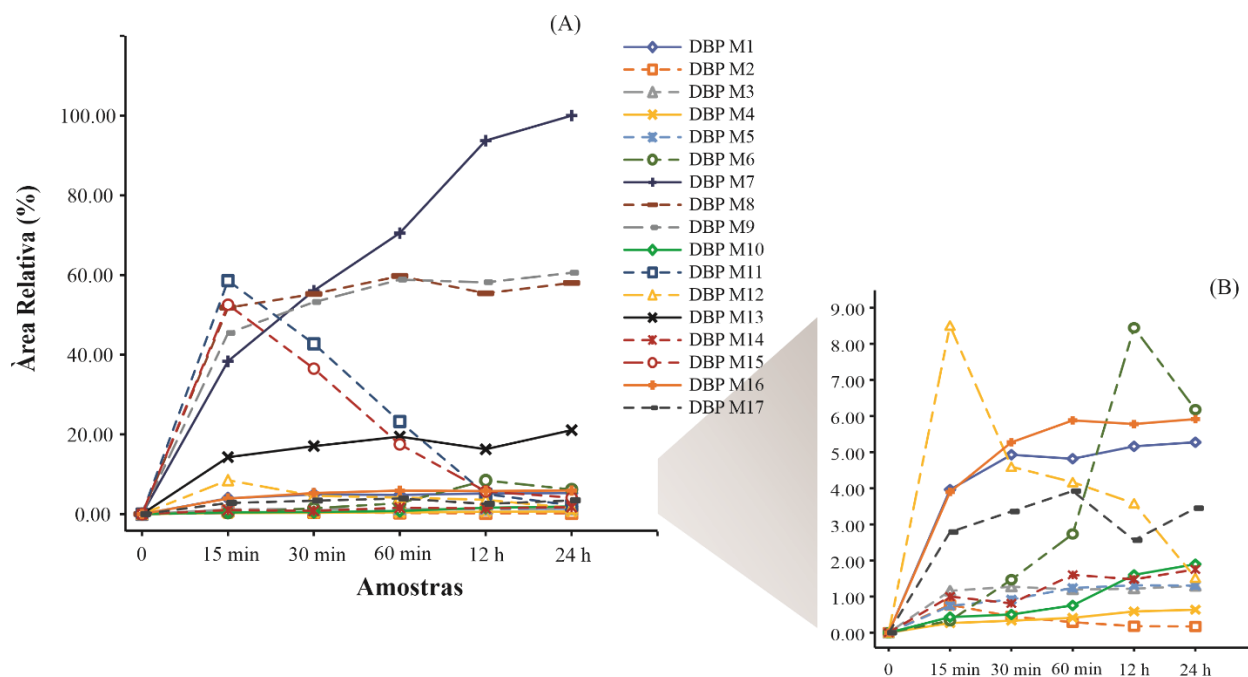 (A)
Àrea Relativa (%)
100.00
80.00
60.00
40.00
20.00
0.00
0
15 min
30 min
60 min
12 h
24 h
Amostras
DBP M1
DBP M2
DBP M3
DBP M4
DBP M5
DBP M6
DBP M7
DBP M8
DBP M9
DBP M10
DBP M11
DBP M12
DBP M13
DBP M14
DBP M15
DBP M16
DBP M17
(B)
9.00
8.00
7.00
6.00
5.00
4.00
3.00
2.00
1.00
0.00
0
15 min
30 min
60 min
12 h
24 h